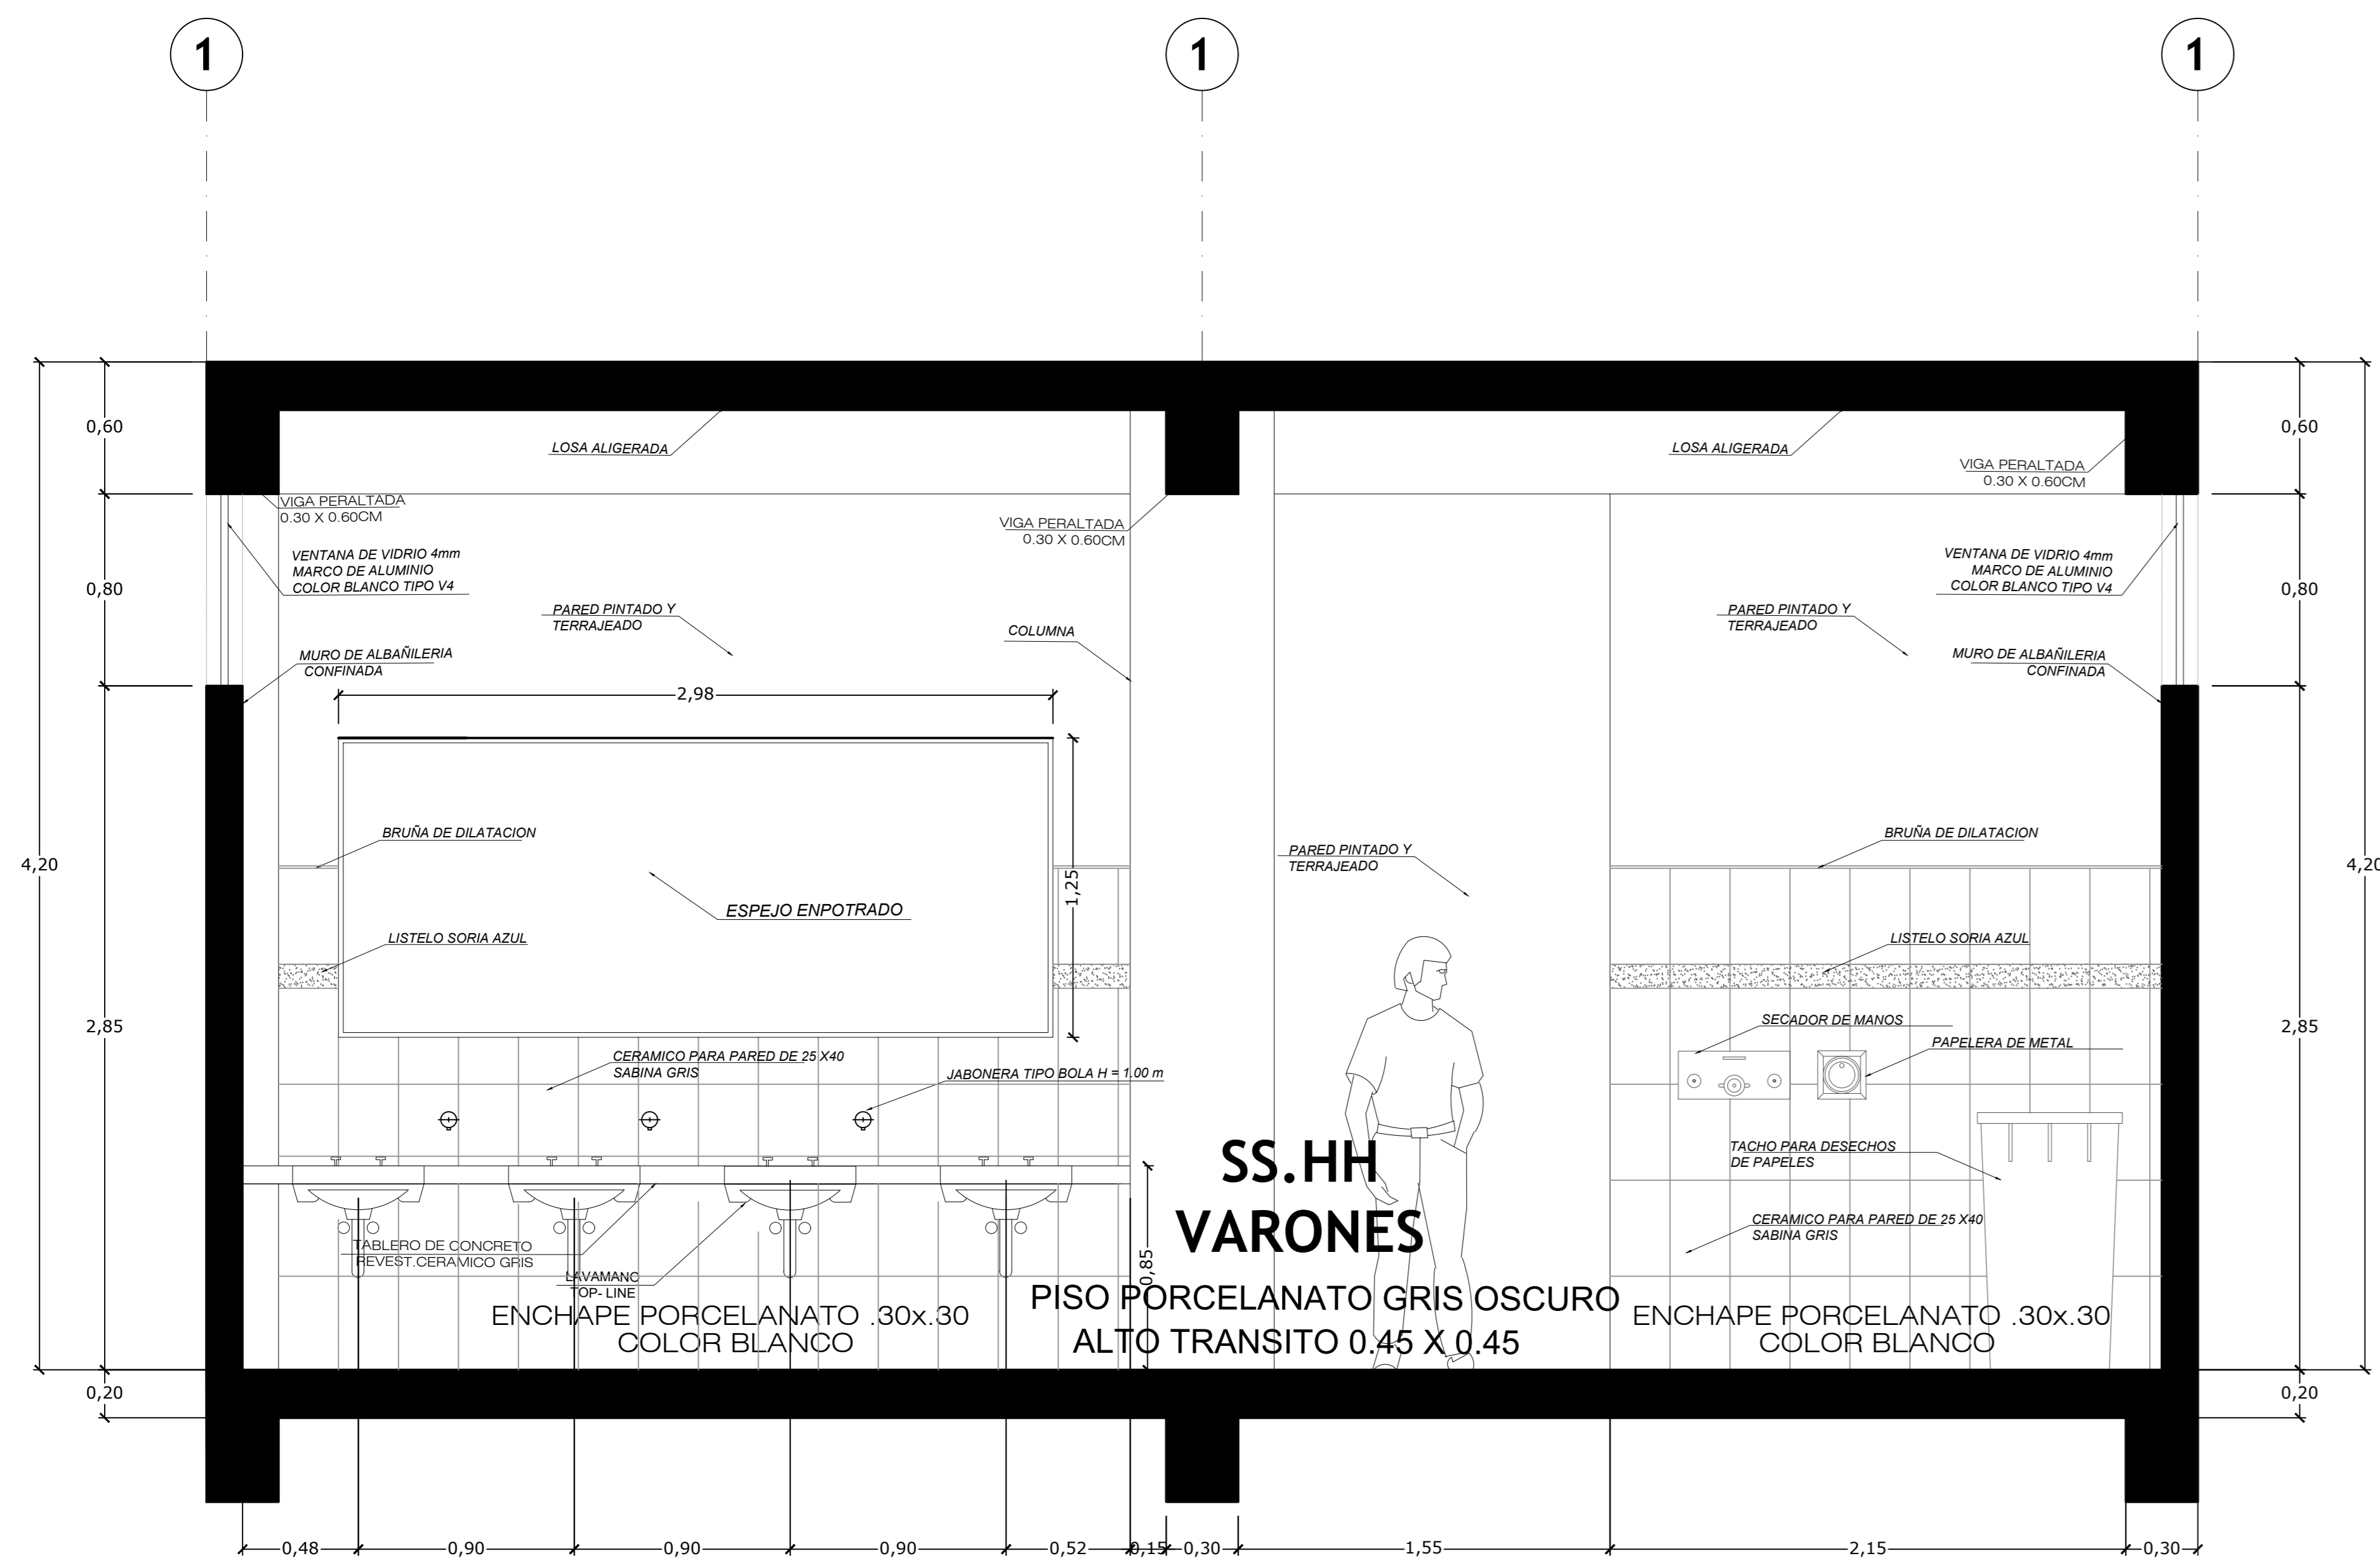 1
1
1
0,60
LOSA ALIGERADA
LOSA ALIGERADA
0,60
VIGA PERALTADA
0.30 X 0.60CM
VIGA PERALTADA
0.30 X 0.60CM
VIGA PERALTADA
0.30 X 0.60CM
VENTANA DE VIDRIO 4mm
MARCO DE ALUMINIO
COLOR BLANCO TIPO V4
VENTANA DE VIDRIO 4mm
MARCO DE ALUMINIO
COLOR BLANCO TIPO V4
0,80
0,80
PARED PINTADO Y
TERRAJEADO
COLUMNA
PARED PINTADO Y
TERRAJEADO
MURO DE ALBAÑILERIA
CONFINADA
MURO DE ALBAÑILERIA
CONFINADA
2,98
BRUÑA DE DILATACION
BRUÑA DE DILATACION
4,20
PARED PINTADO Y
TERRAJEADO
4,20
1,25
ESPEJO ENPOTRADO
LISTELO SORIA AZUL
LISTELO SORIA AZUL
2,85
SECADOR DE MANOS
2,85
PAPELERA DE METAL
CERAMICO PARA PARED DE 25 X40
SABINA GRIS
JABONERA TIPO BOLA H = 1.00 m
SS.HH
VARONES
TACHO PARA DESECHOS
DE PAPELES
CERAMICO PARA PARED DE 25 X40
SABINA GRIS
TABLERO DE CONCRETO
REVEST.CERAMICO GRIS
0,85
LAVAMANO
TOP- LINE
PISO PORCELANATO GRIS OSCURO
ALTO TRANSITO 0.45 X 0.45
ENCHAPE PORCELANATO .30x.30
COLOR BLANCO
ENCHAPE PORCELANATO .30x.30
COLOR BLANCO
0,20
0,20
0,48
0,90
0,90
0,90
0,52
0,15
0,30
1,55
2,15
0,30